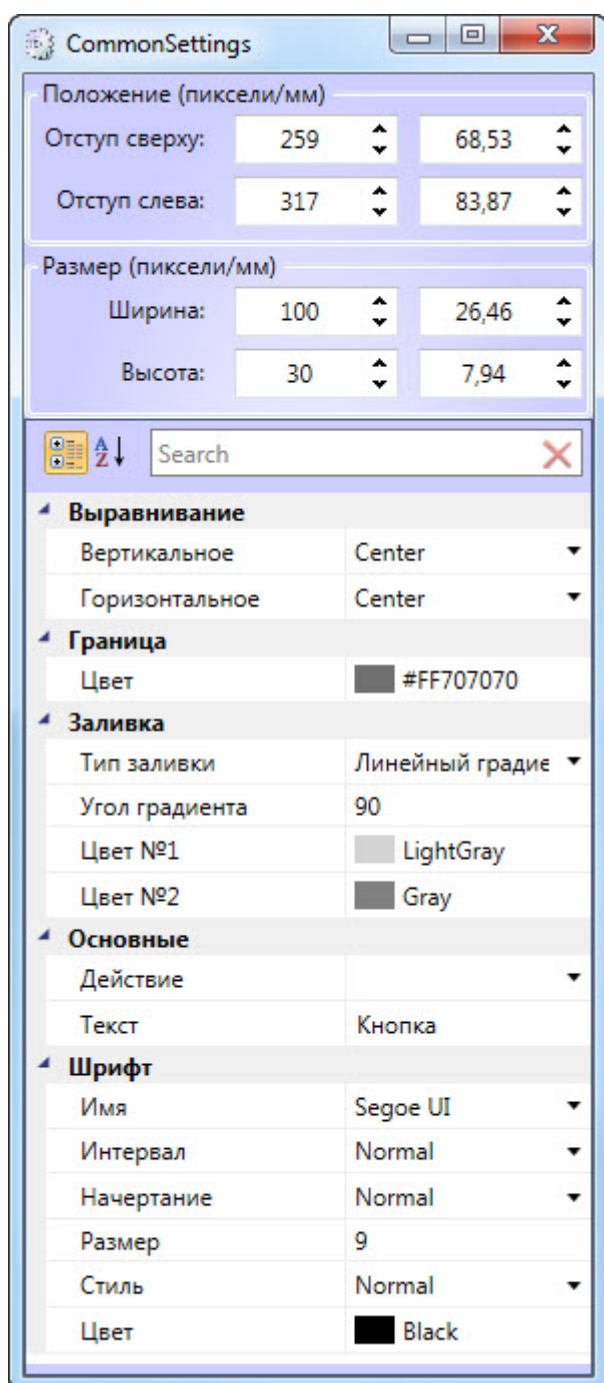 CommonSettings
Положение (пиксели/мм)
Отступ сверху: 259 68,53
Отступ слева: 317 83,87
Размер (пиксели/мм)
Ширина: 100 26,46
Высота: 30 7,94
A Z Search
Выравнивание
Вертикальное Center
Горизонтальное Center
Граница
Цвет #FF707070
Заливка
Тип заливки Линейный градие
Угол градиента 90
Цвет №1 LightGray
Цвет №2 Gray
Основные
Действие
Текст Кнопка
Шрифт
Имя Segoe UI
Интервал Normal
Начертание Normal
Размер 9
Стиль Normal
Цвет Black